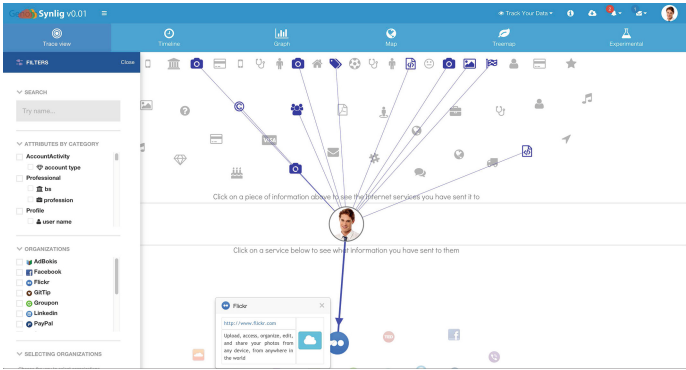 Synlig v0.01
Track Your Data
Trace view
Timeline
Graph
Map
Treemap
Experimental
FILTERS
Close
SEARCH
Try name...
ATTRIBUTES BY CATEGORY
AccountActivity
account type
Professional
bs
profession
Profile
user name
ORGANIZATIONS
AdBokis
Facebook
Flickr
GitTip
Groupon
Linkedin
PayPal
SELECTING ORGANIZATIONS
VISA
Click on a piece of information above to see the Internet services you have sent it to
Click on a service below to see what information you have sent to them
Flickr
http://www.flickr.com
Upload, access, organize, edit,
and share your photos from
any device, from anywhere in
the world